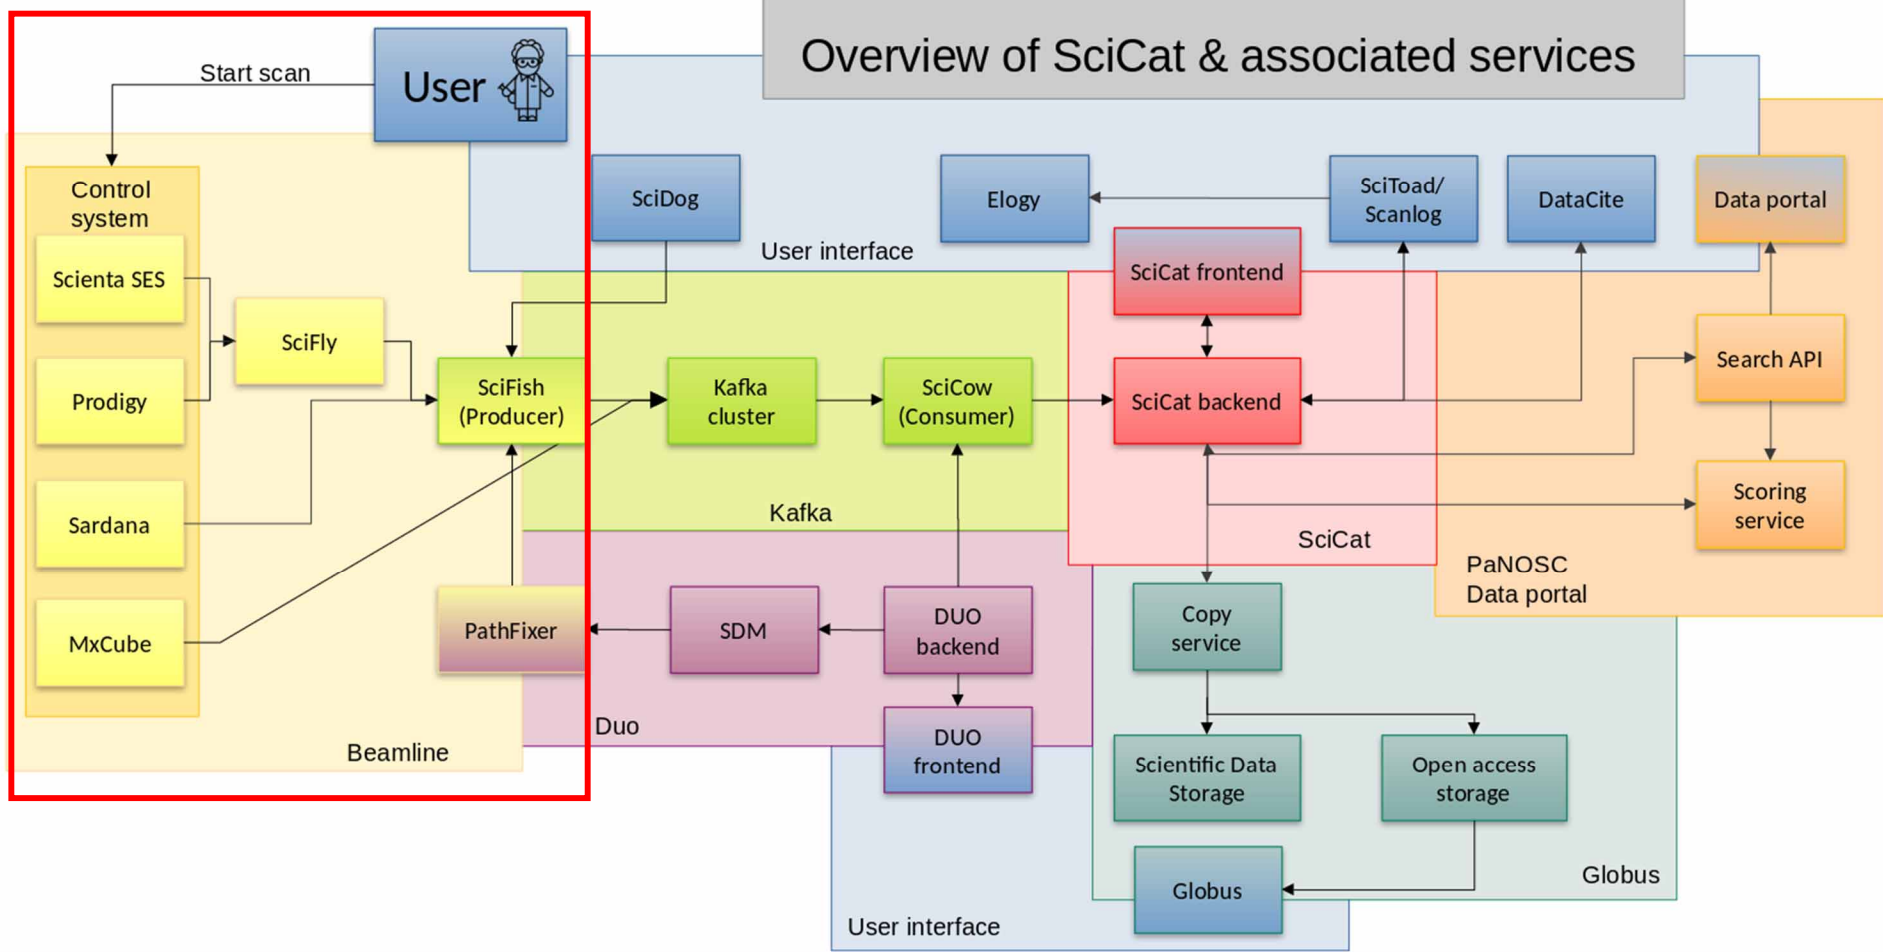 Overview of SciCat & associated services
Start scan
User
Control
system
Scienta SES
Prodigy
Sardana
MxCube
SciFly
SciFish
(Producer)
PathFixer
Beamline
SciDog
Elogy
SciToad/
Scanlog
DataCite
User interface
Kafka
cluster
SciCow
(Consumer)
Kafka
SciCat frontend
SciCat backend
SciCat
Data portal
Search API
Scoring
service
PaNOSC
Data portal
SDM
DUO
backend
DUO
frontend
Duo
Copy
service
Scientific Data
Storage
Open access
storage
Globus
Globus
User interface